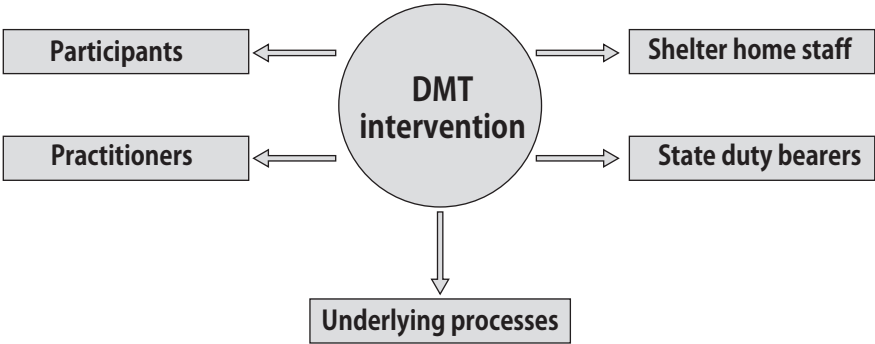 Participants
Shelter home staff
DMT
intervention
Practitioners
State duty bearers
Underlying processes